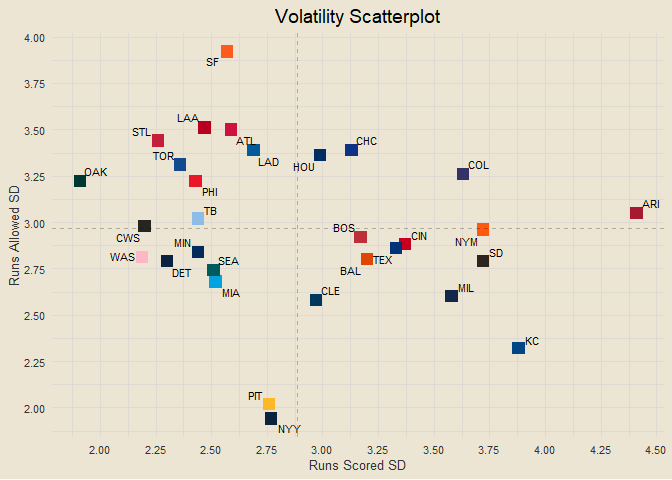 Volatility Scatterplot
4.00
SF
3.75
LAA
3.50
STL
ATL
CHC
TOR
LAD
HOU
3.25
OAK
COL
PHI
TB
ARI
3.00
CWS
BOS
CIN
MIN
NYM
WAS
SEA
TEX
SD
2.75
DET
BAL
MIA
CLE
MIL
2.50
KC
2.25
PIT
2.00
NYY
Runs Allowed SD
2.00 2.25 2.50 2.75 3.00 3.25 3.50 3.75 4.00 4.25 4.50
Runs Scored SD